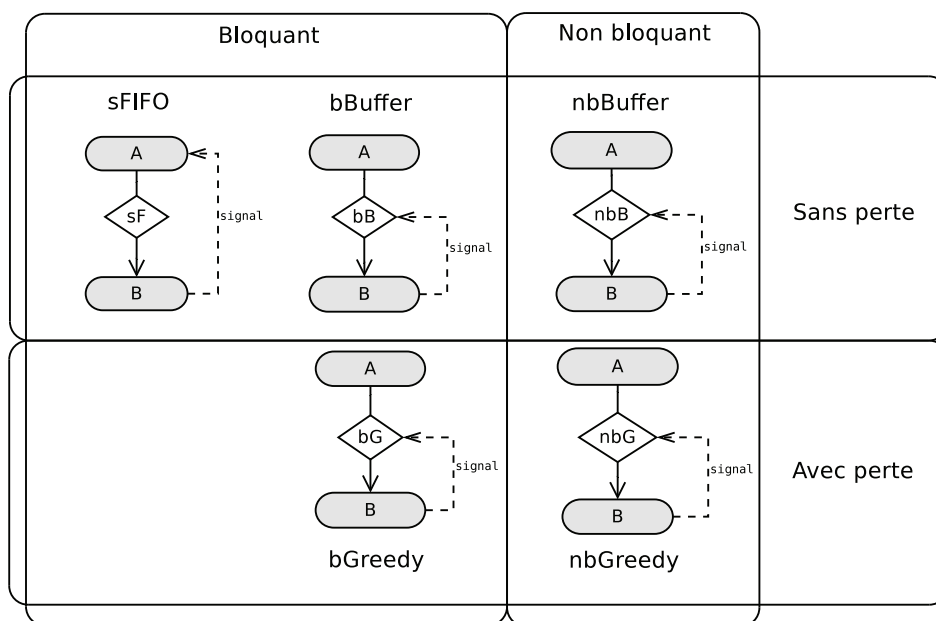 Bloquant
Non bloquant
sFIFO
bBuffer
nbBuffer
A
A
A
sF
signal
bB
signal
nbB
signal
Sans perte
B
B
B
A
A
bG
signal
nbG
signal
Avec perte
B
B
bGreedy
nbGreedy